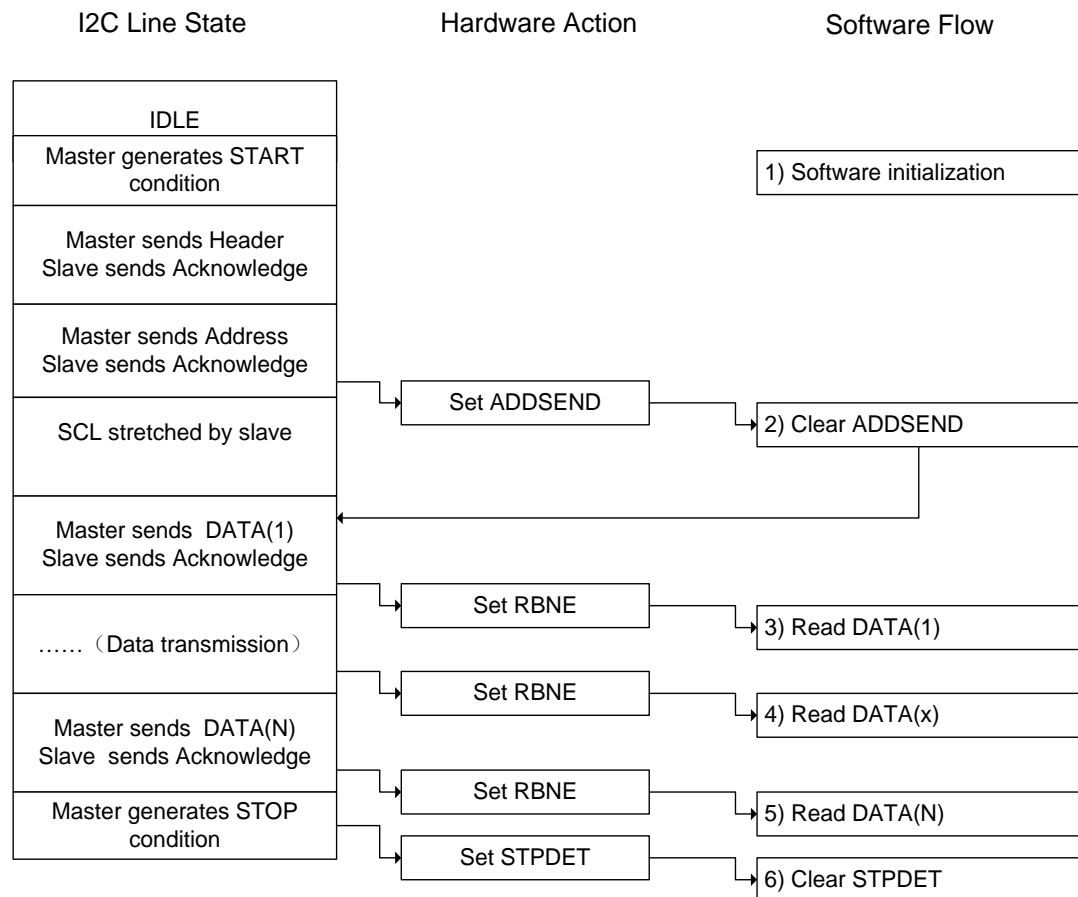 I2C Line State
Hardware Action
Software Flow
IDLE
Master generates START
condition
1) Software initialization
Master sends Header
Slave sends Acknowledge
Master sends Address
Slave sends Acknowledge
Set ADDSEND
2) Clear ADDSEND
SCL stretched by slave
Master sends DATA(1)
Slave sends Acknowledge
Set RBNE
3) Read DATA(1)
……（Data transmission）
Set RBNE
4) Read DATA(x)
Master sends DATA(N)
Slave sends Acknowledge
Set RBNE
5) Read DATA(N)
Master generates STOP
condition
Set STPDET
6) Clear STPDET